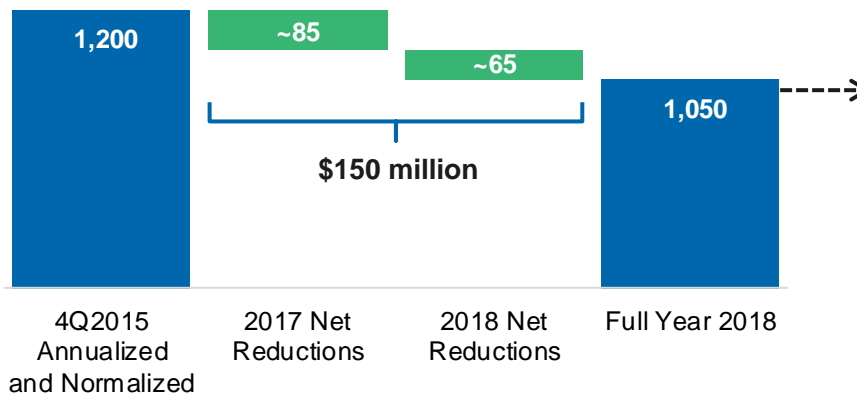 1,200
~85
~65
1,050
$150 million
4Q2015
Annualized
and Normalized
2017 Net
Reductions
2018 Net
Reductions
Full Year 2018